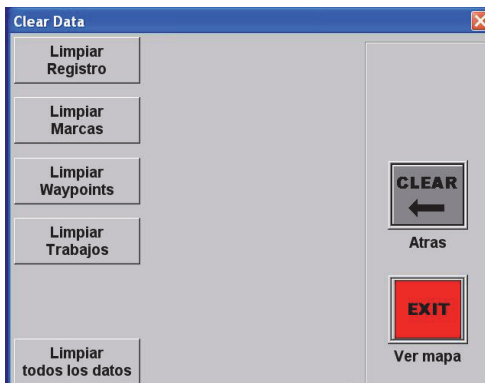 Clear Data
Limpiar
Registro
Limpiar
Marcas
Limpiar
Waypoints
Limpiar
Trabajos
Limpiar
todos los datos
CLEAR
Atras
EXIT
Ver mapa